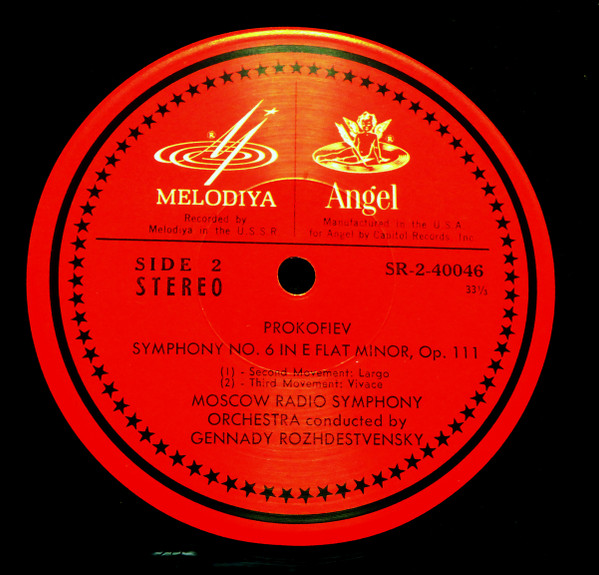 ® ®
MELODIYA Angel
Recorded by
Melodiya in the U.S.S.R.
Manufactured in the U.S.A.
for Angel by Capitol Records, Inc.
SIDE 2 SR-2-40046
STEREO 33⅓
PROKOFIEV
SYMPHONY NO. 6 IN E FLAT MINOR, Op. 111
(1) - Second Movement: Largo
(2) - Third Movement: Vivace
MOSCOW RADIO SYMPHONY
ORCHESTRA conducted by
GENNADY ROZHDESTVENSKY